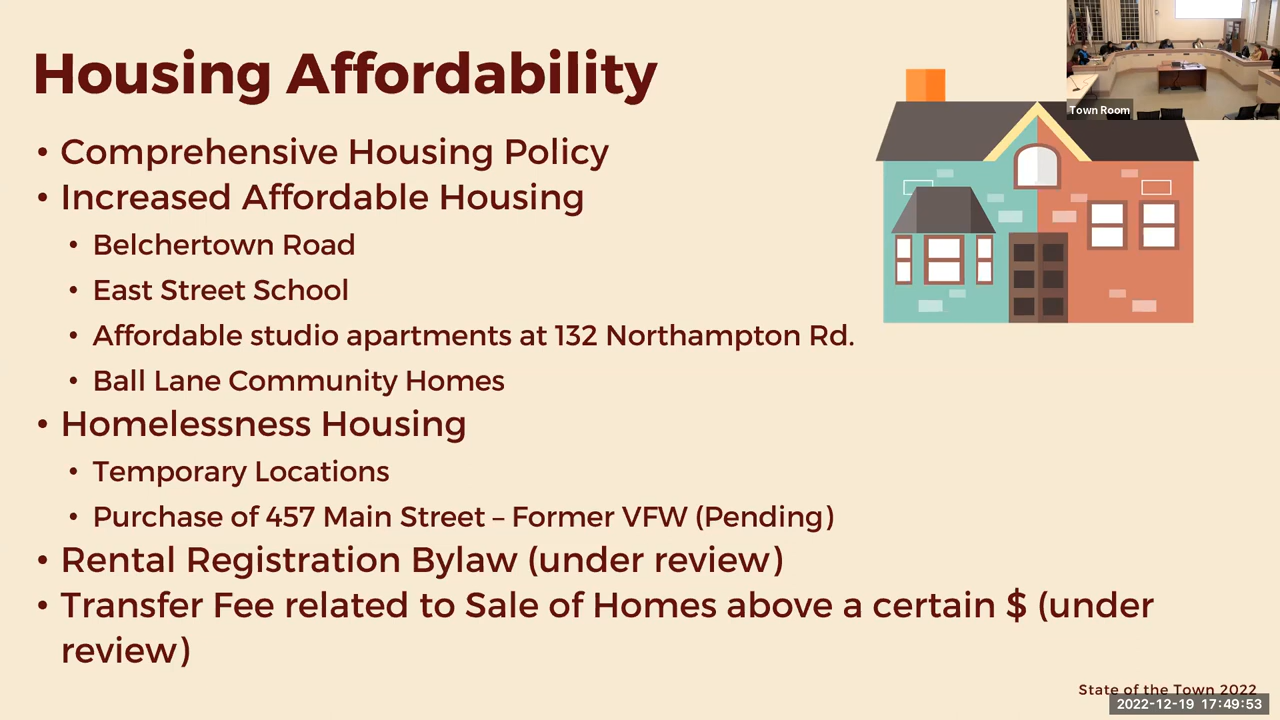 Housing Affordability
Town Room
• Comprehensive Housing Policy
• Increased Affordable Housing
• Belchertown Road
• East Street School
• Affordable studio apartments at 132 Northampton Rd.
• Ball Lane Community Homes
• Homelessness Housing
• Temporary Locations
• Purchase of 457 Main Street – Former VFW (Pending)
• Rental Registration Bylaw (under review)
• Transfer Fee related to Sale of Homes above a certain $ (under
review)
State of the Town 2022
2022-12-19 17:49:53